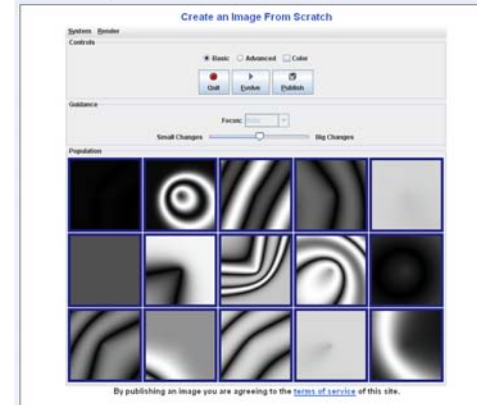 Create an Image From Scratch
System Render
Controls
Basic Advanced Color
Quit Evolve Publish
Guidance
Focus:
Small Changes Big Changes
Population
By publishing an image you are agreeing to the terms of service of this site.